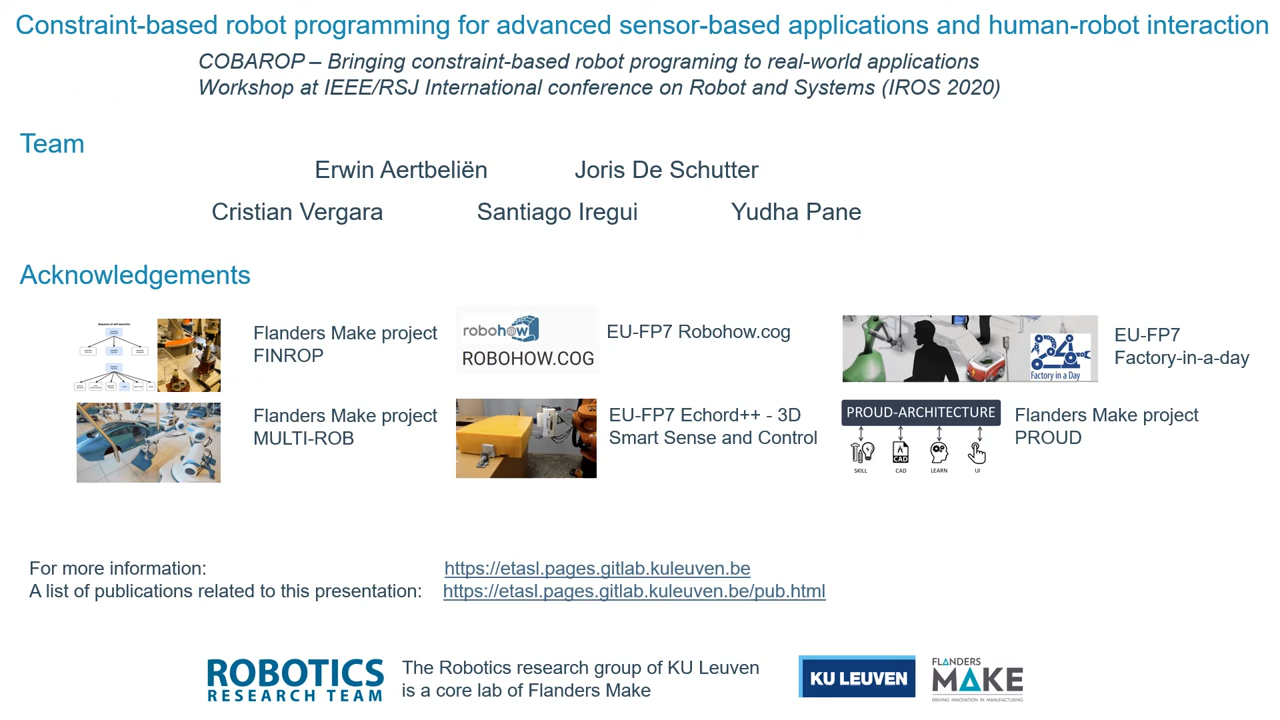 Constraint-based robot programming for advanced sensor-based applications and human-robot interaction
COBAROP – Bringing constraint-based robot programing to real-world applications
Workshop at IEEE/RSJ International conference on Robot and Systems (IROS 2020)
Team
Erwin Aertbeliën Joris De Schutter
Cristian Vergara Santiago Iregui Yudha Pane
Acknowledgements
Flanders Make project
FINROP
robohow
ROBOHOW.COG
EU-FP7 Robohow.cog
Factory in a Day
EU-FP7
Factory-in-a-day
Flanders Make project
MULTI-ROB
EU-FP7 Echord++ - 3D
Smart Sense and Control
PROUD-ARCHITECTURE
CAD
SKILL CAD LEARN UI
Flanders Make project
PROUD
For more information: https://etasl.pages.gitlab.kuleuven.be
A list of publications related to this presentation: https://etasl.pages.gitlab.kuleuven.be/pub.html
ROBOTICS
RESEARCH TEAM
The Robotics research group of KU Leuven
is a core lab of Flanders Make
KU LEUVEN
FLANDERS
MAKE
DRIVING INNOVATION IN MANUFACTURING